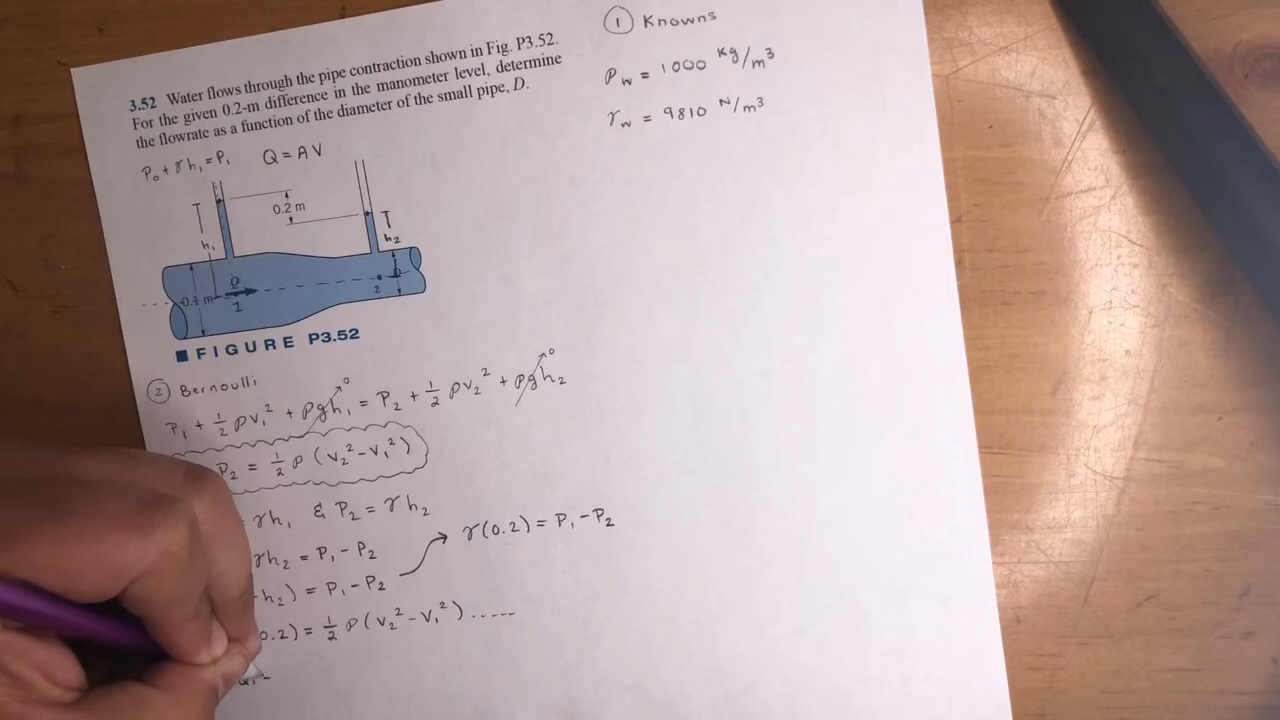 ① Knowns
ρw = 1000 kg/m³
γw = 9810 N/m³
3.52 Water flows through the pipe contraction shown in Fig. P3.52.
For the given 0.2-m difference in the manometer level, determine
the flowrate as a function of the diameter of the small pipe, D.
P₀ + γh₁ = P₁ Q = AV
0.2 m
h₁
h₂
Q
1
2
■ FIGURE P3.52
② Bernoulli
P₁ + ½ρv₁² + ρgh₁ = P₂ + ½ρv₂² + ρgh₂
0
0
P₂ = ½ρ(v₂²-v₁²)
= γh₁ & P₂ = γh₂
γh₂ = P₁ - P₂
h₂) = P₁ - P₂ → γ(0.2) = P₁ - P₂
0.2) = ½ρ(v₂²-v₁²) .....